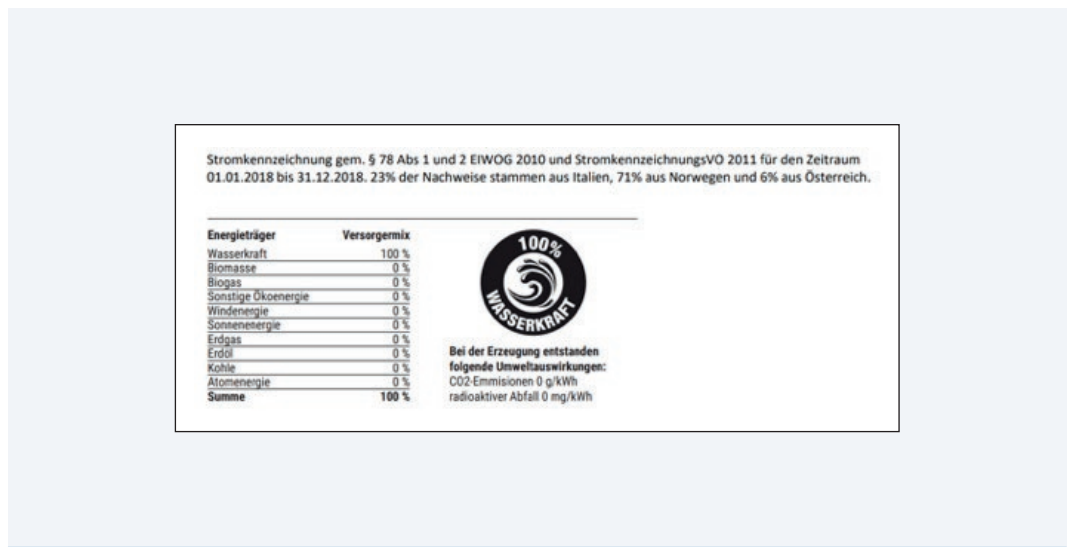 Stromkennzeichnung gem. § 78 Abs 1 und 2 ElWOG 2010 und StromkennzeichnungsVO 2011 für den Zeitraum
01.01.2018 bis 31.12.2018. 23% der Nachweise stammen aus Italien, 71% aus Norwegen und 6% aus Österreich.
Energieträger Versorgermix
Wasserkraft 100 %
Biomasse 0 %
Biogas 0 %
Sonstige Ökoenergie 0 %
Windenergie 0 %
Sonnenenergie 0 %
Erdgas 0 %
Erdöl 0 %
Kohle 0 %
Atomenergie 0 %
Summe 100 %
100%
WASSERKRAFT
Bei der Erzeugung entstanden
folgende Umweltauswirkungen:
CO2-Emmisionen 0 g/kWh
radioaktiver Abfall 0 mg/kWh